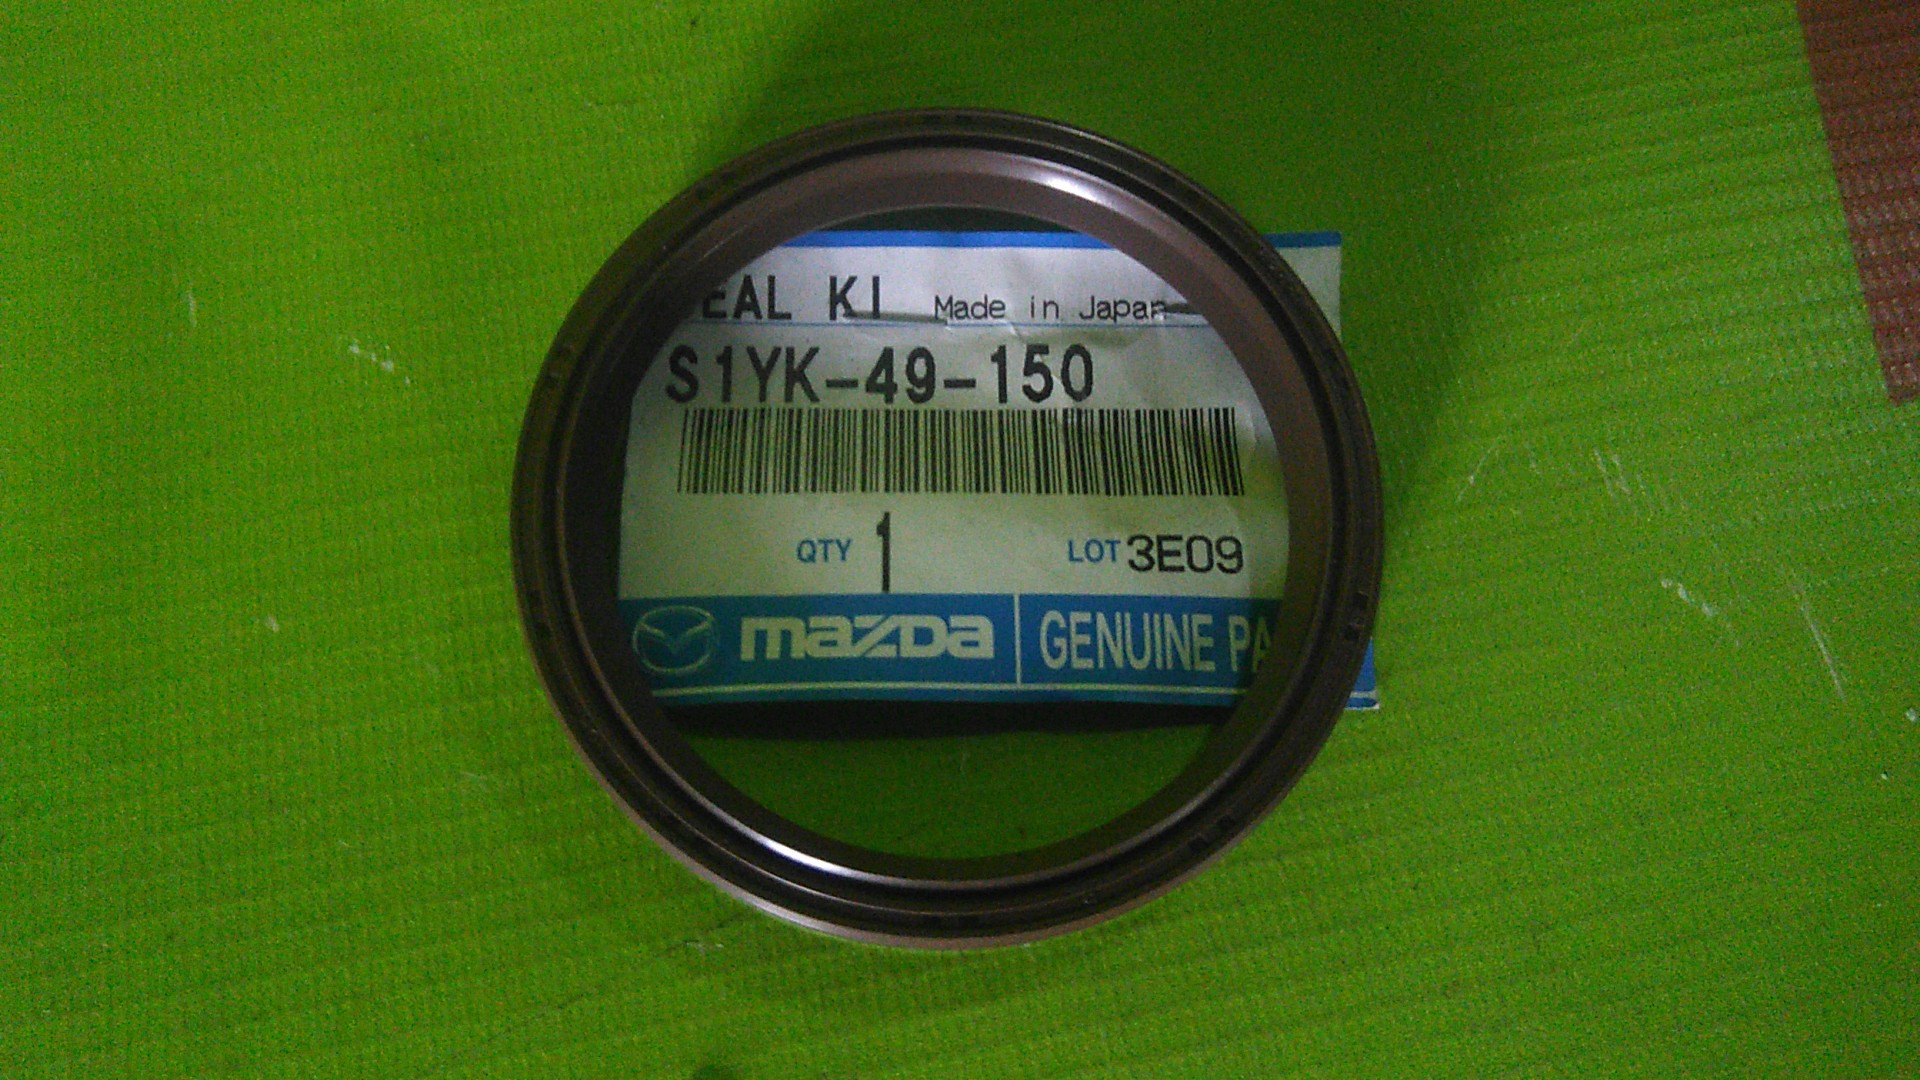 EAL KI Made in Japan
S1YK-49-150
QTY 1 LOT 3E09
mazda GENUINE PA